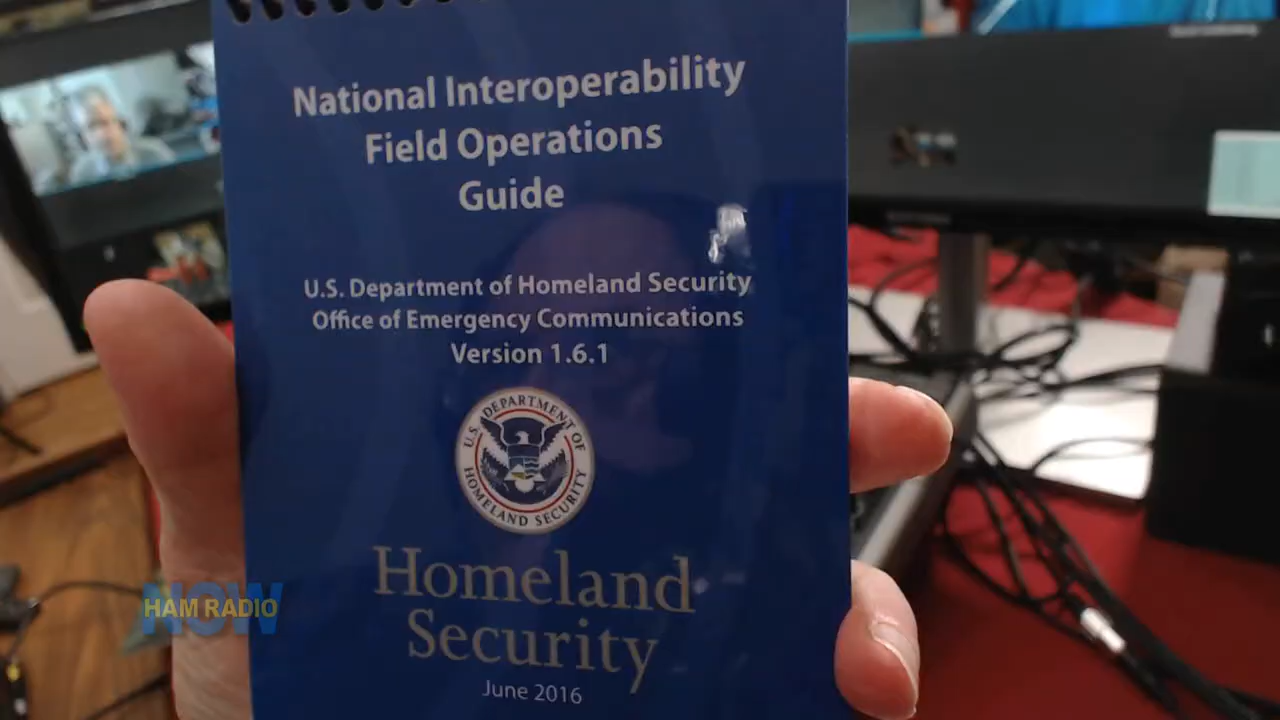 National Interoperability
Field Operations
Guide
U.S. Department of Homeland Security
Office of Emergency Communications
Version 1.6.1
U.S. DEPARTMENT OF
HOMELAND SECURITY
Homeland
Security
June 2016
NOW
HAM RADIO